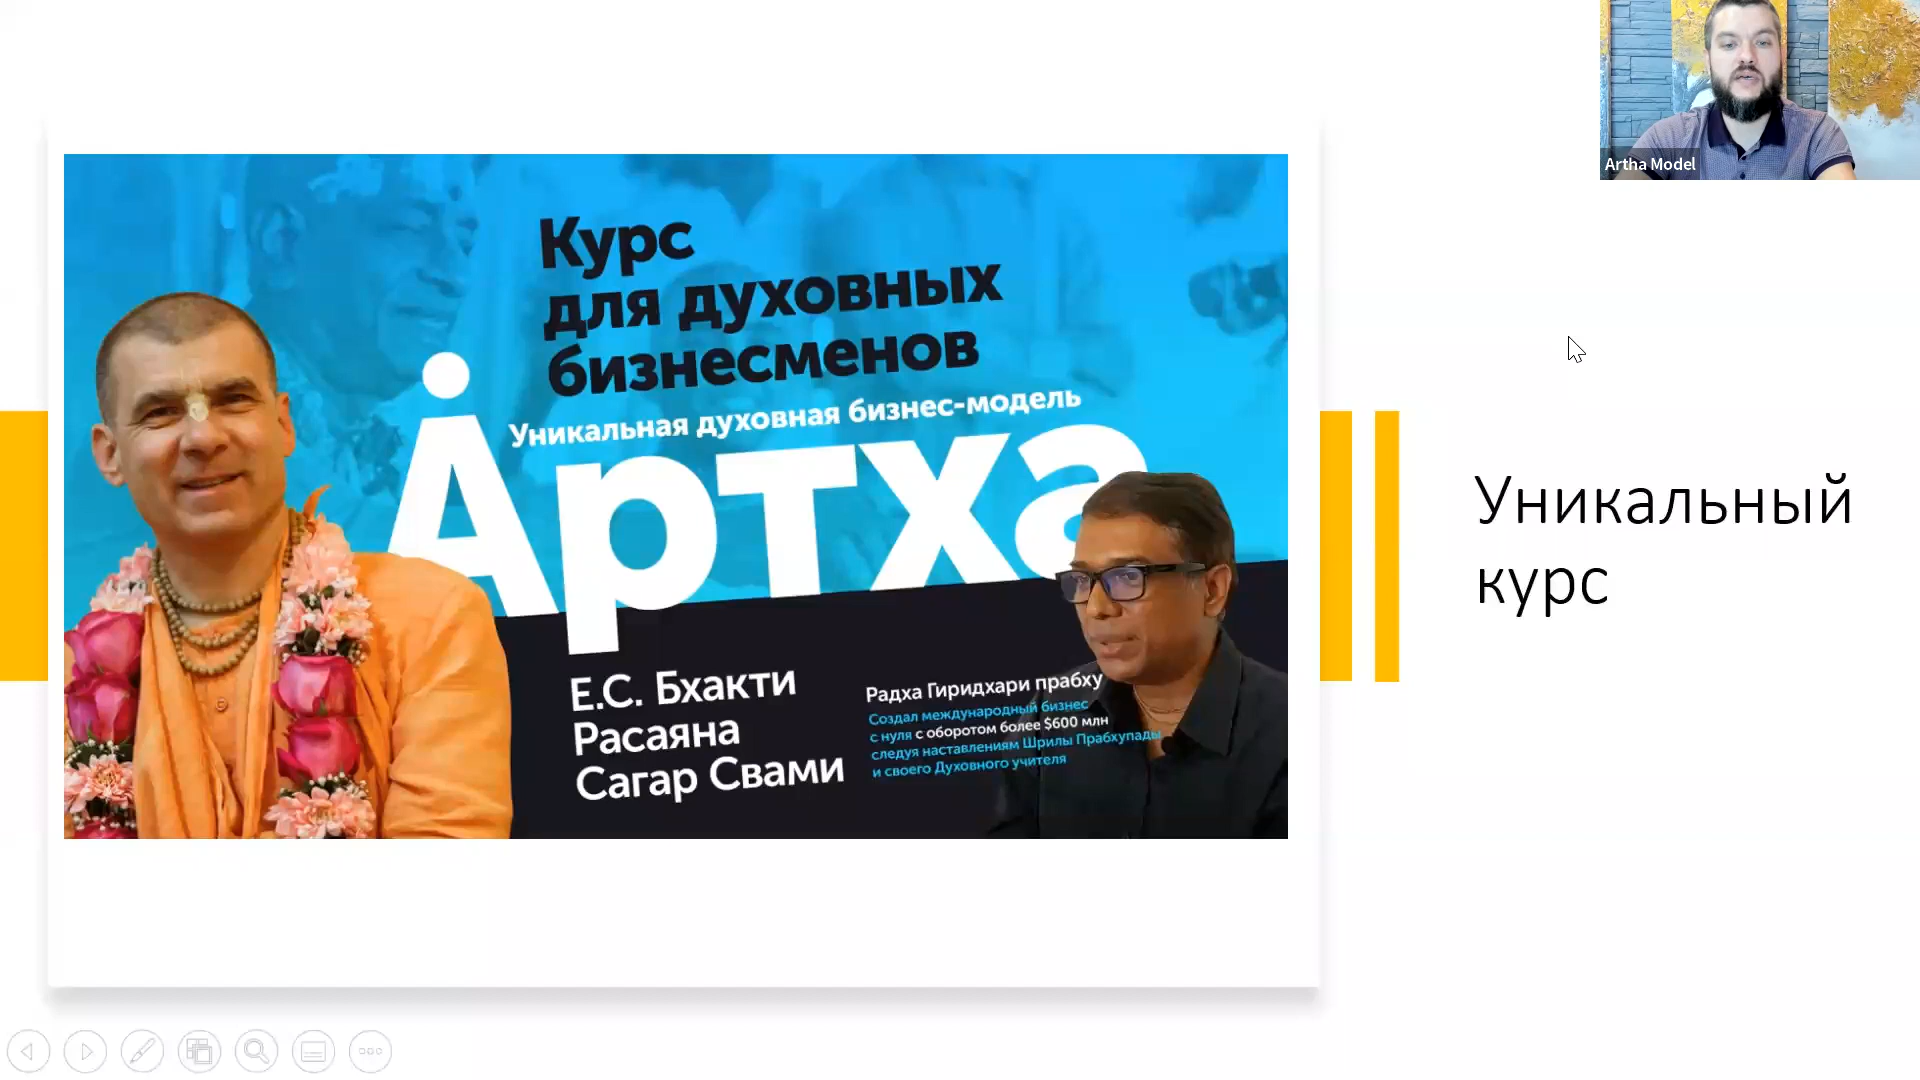 Курс
для духовных
бизнесменов
Уникальная духовная бизнес-модель
Артха
Е.С. Бхакти
Расаяна
Сагар Свами
Радха Гиридхари прабху
Создал международный бизнес
с нуля с оборотом более $600 млн
следуя наставлениям Шрилы Прабхупады
и своего Духовного учителя
Уникальный
курс
Artha Model